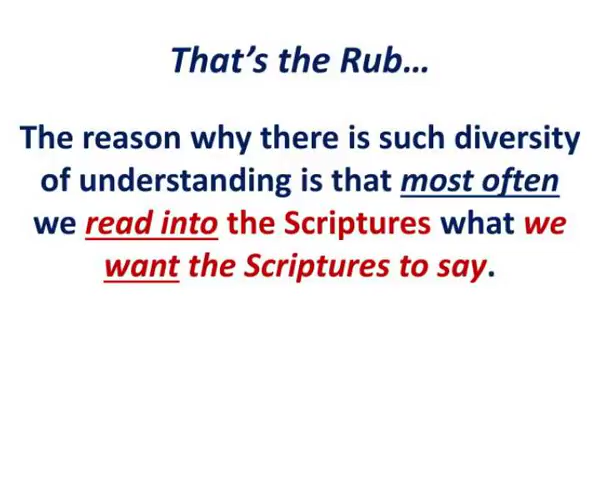 That’s the Rub…
The reason why there is such diversity
of understanding is that most often
we read into the Scriptures what we
want the Scriptures to say.